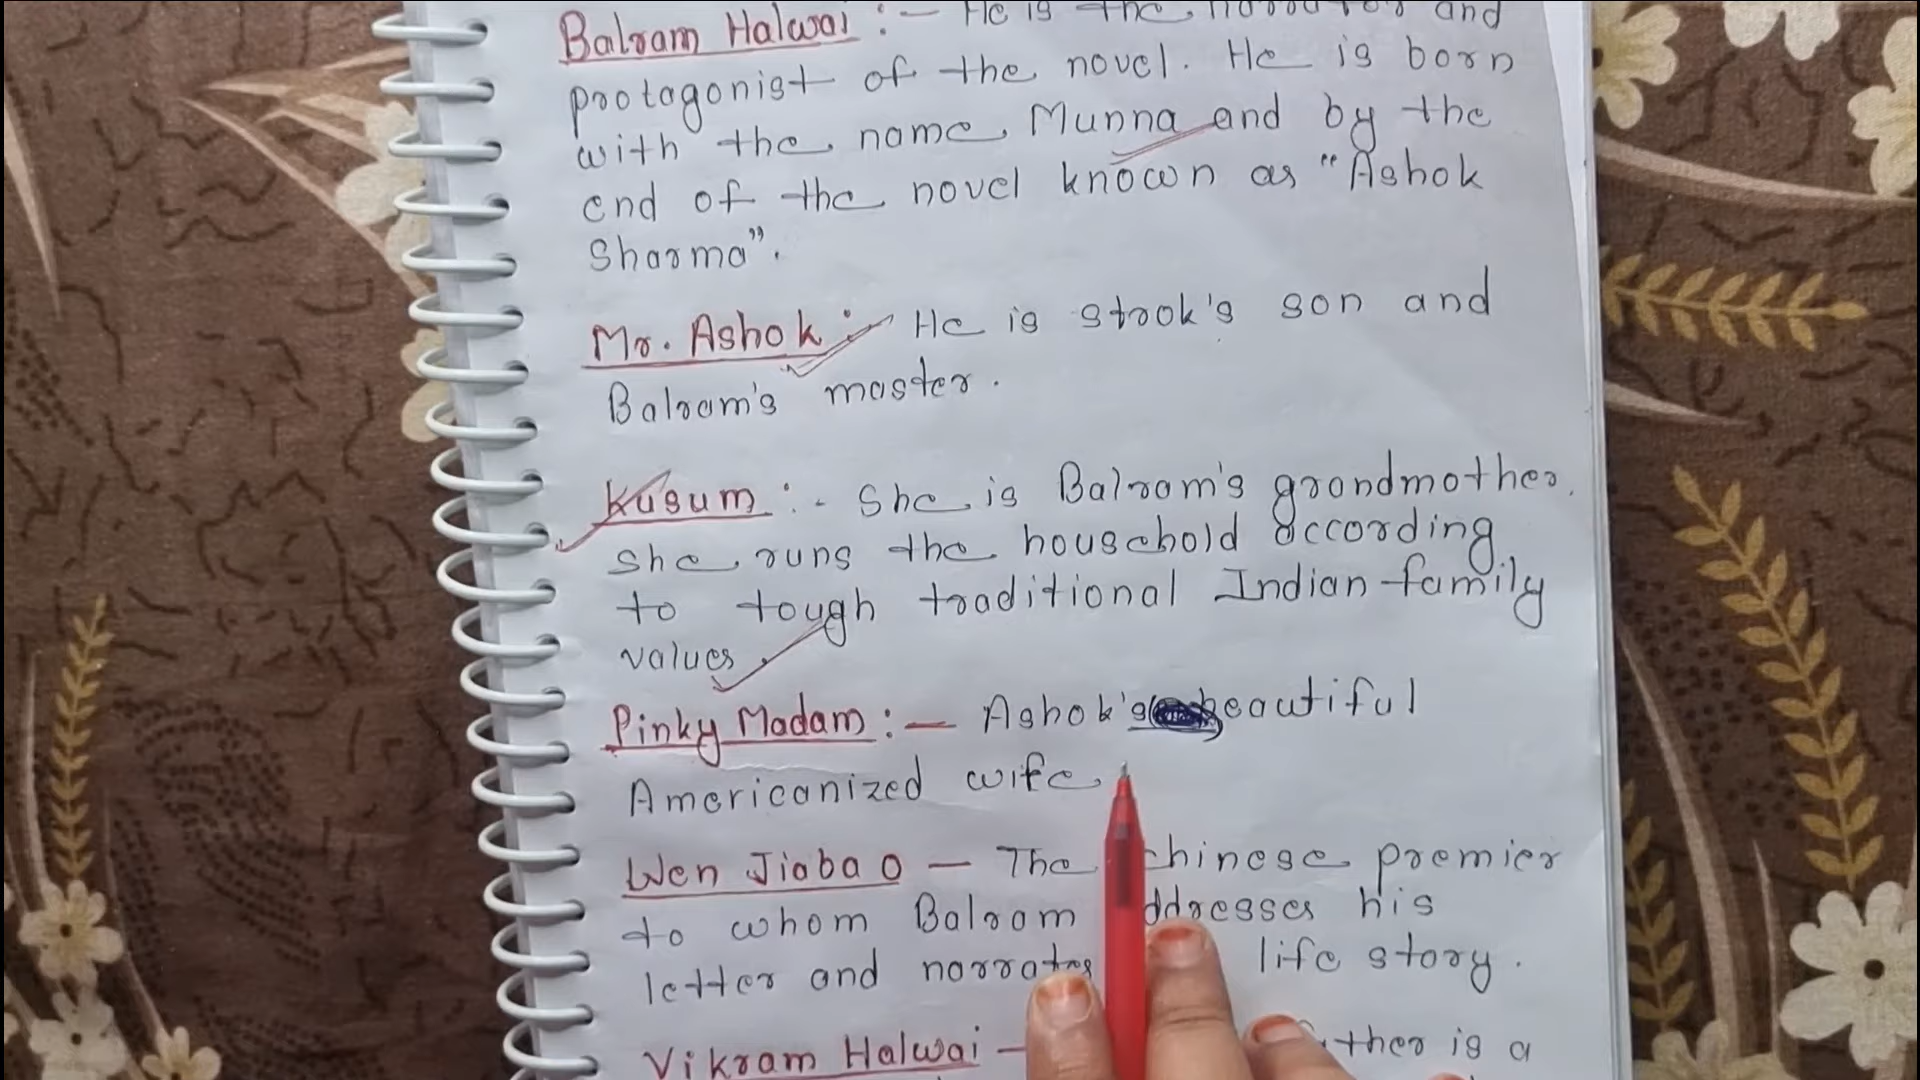 Balram Halwai :- He is the narrator and
protagonist of the novel. He is born
with the name Munna and by the
end of the novel known as "Ashok
Sharma".
Mr. Ashok :- He is strok's son and
Balram's master.
Kusum :- She is Balram's grandmother.
she runs the household according
to tough traditional Indian family
values.
Pinky Madam :- Ashok's beautiful
Americanized wife.
Wen Jiabao - The chinese premier
to whom Balram addresses his
letter and narrates life story.
Vikram Halwai - is a